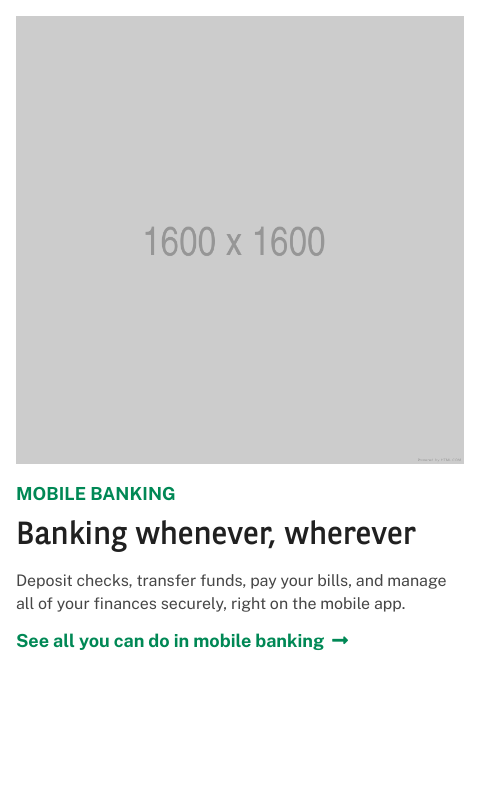 1600 x 1600
MOBILE BANKING
Banking whenever, wherever
Deposit checks, transfer funds, pay your bills, and manage
all of your finances securely, right on the mobile app.
See all you can do in mobile banking →